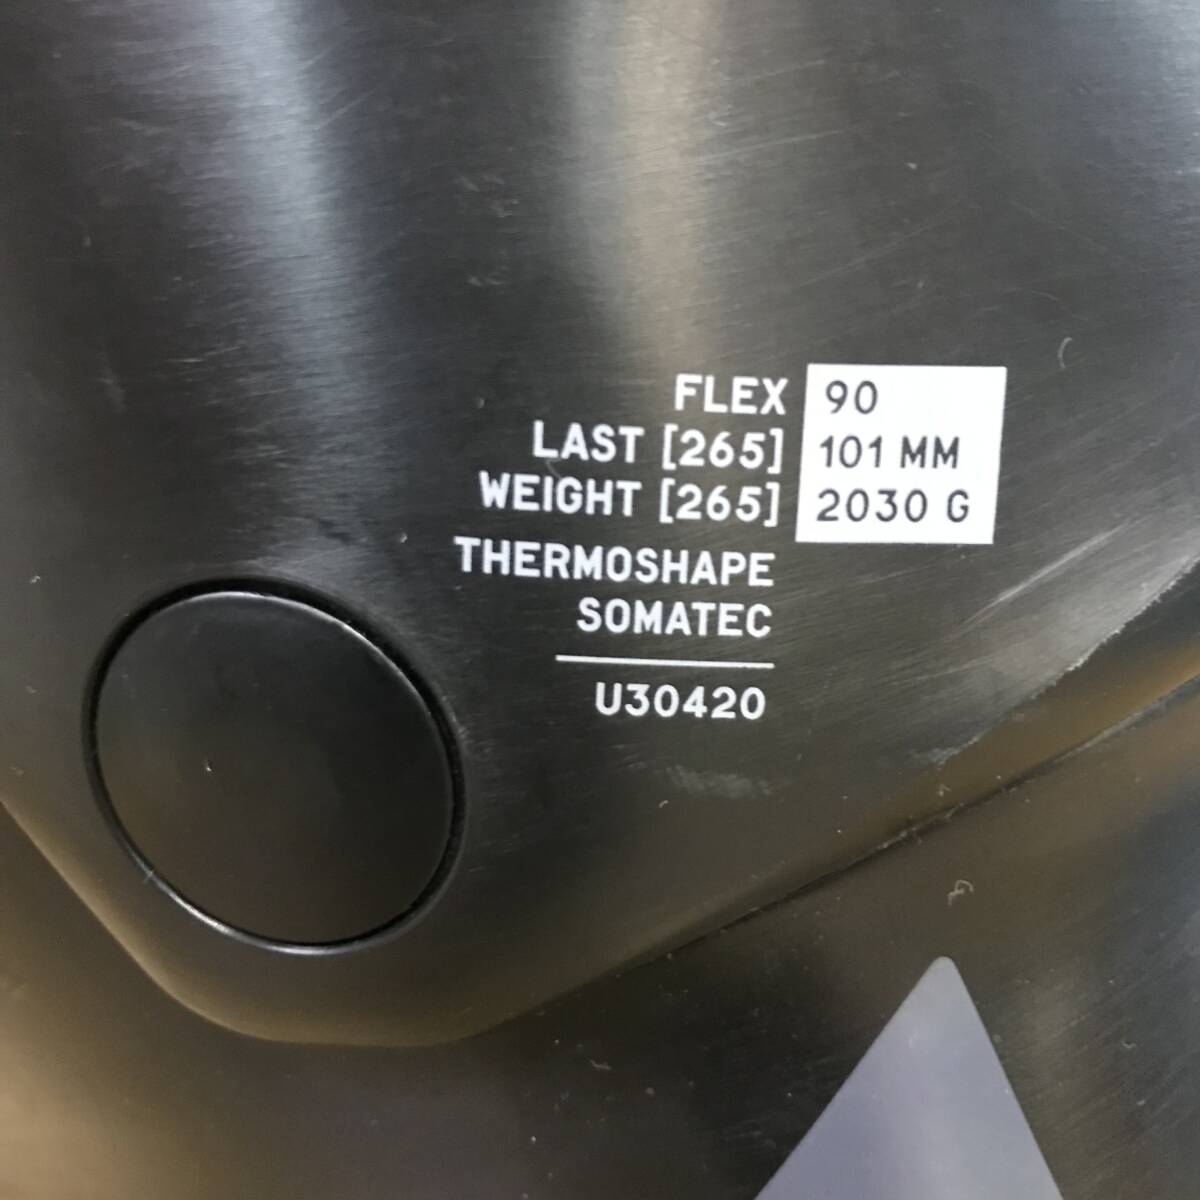 FLEX 90
LAST [265] 101 MM
WEIGHT [265] 2030 G
THERMOSHAPE
SOMATEC
U30420